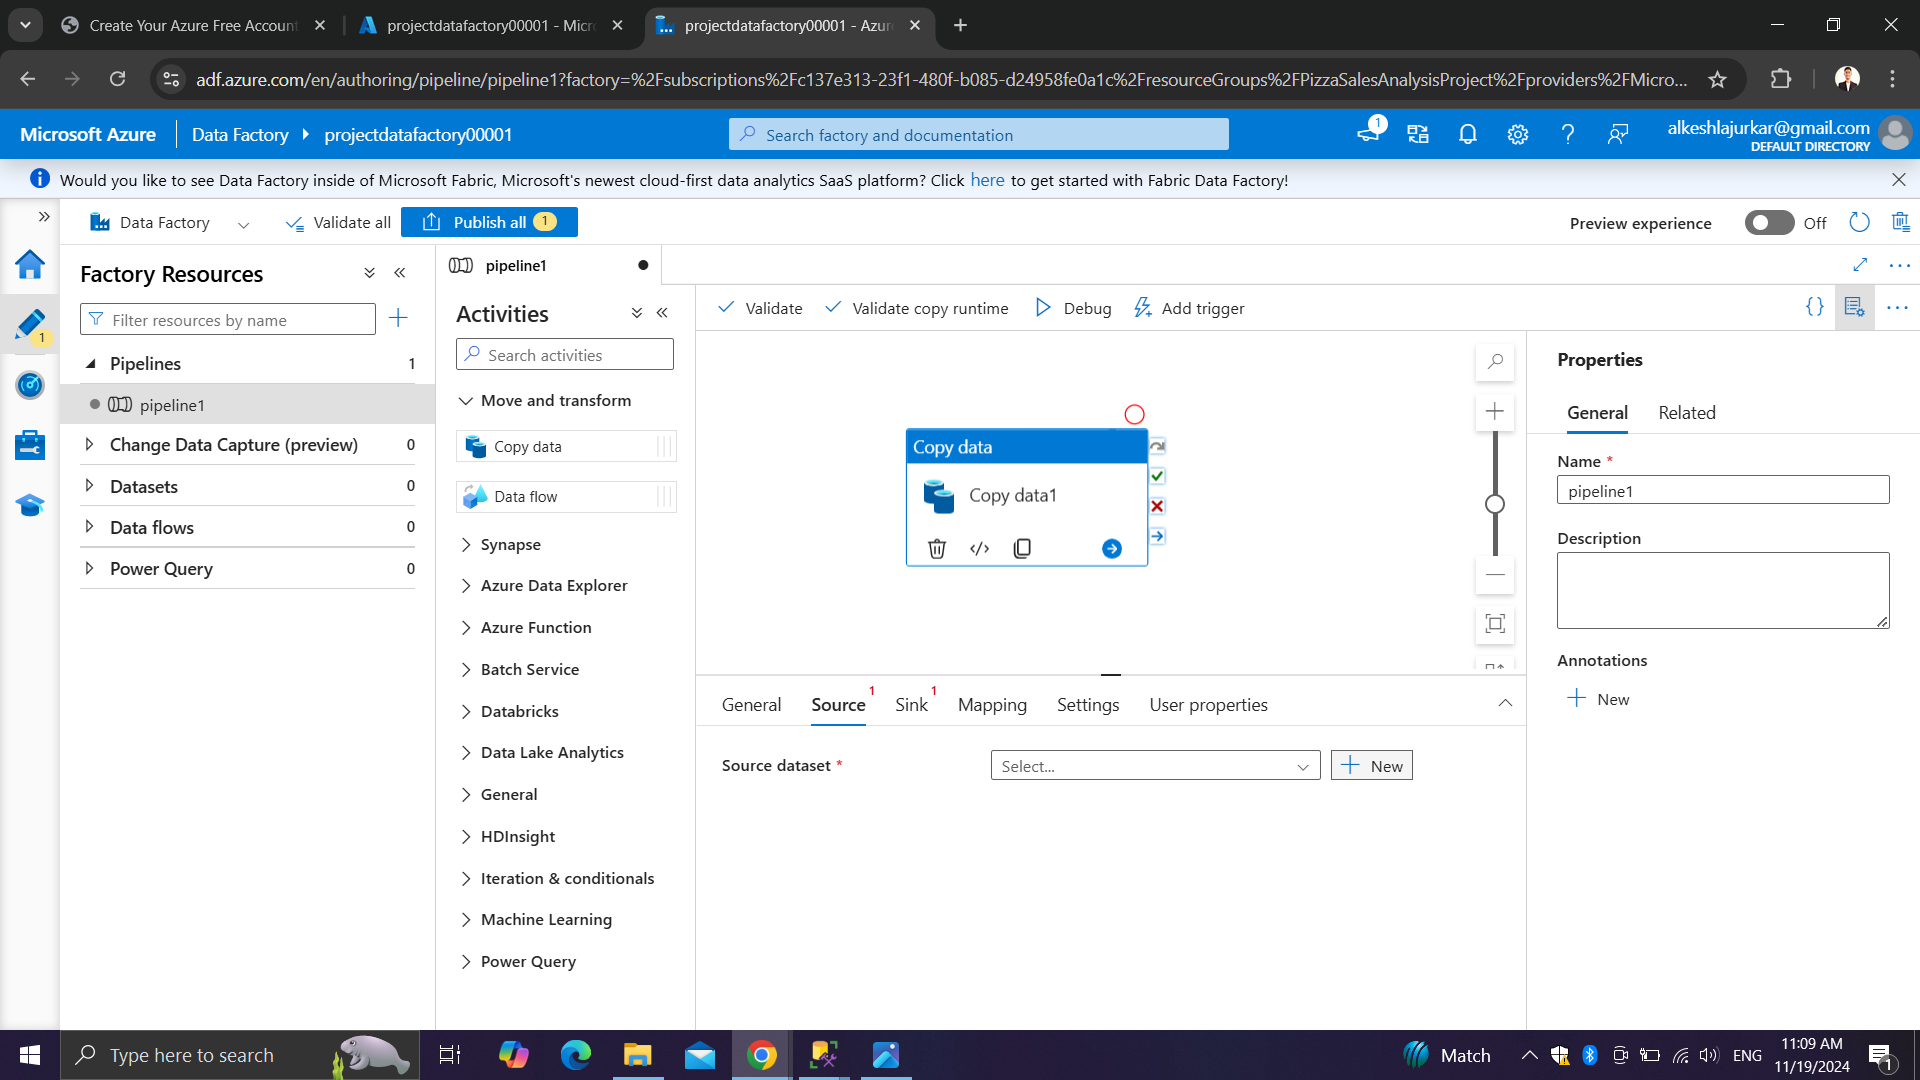 Create Your Azure Free Account
projectdatafactory00001 - Micr
projectdatafactory00001 - Azur
adf.azure.com/en/authoring/pipeline/pipeline1?factory=%2Fsubscriptions%2Fc137e313-23f1-480f-b085-d24958fe0a1c%2FresourceGroups%2FPizzaSalesAnalysisProject%2Fproviders%2FMicro...
Microsoft Azure
Data Factory
projectdatafactory00001
Search factory and documentation
1
alkeshlajurkar@gmail.com
DEFAULT DIRECTORY
Would you like to see Data Factory inside of Microsoft Fabric, Microsoft's newest cloud-first data analytics SaaS platform? Click here to get started with Fabric Data Factory!
Data Factory
Validate all
Publish all 1
Preview experience
Off
Factory Resources
Filter resources by name
1
Pipelines 1
pipeline1
Change Data Capture (preview) 0
Datasets 0
Data flows 0
Power Query 0
pipeline1
Activities
Search activities
Move and transform
Copy data
Data flow
Synapse
Azure Data Explorer
Azure Function
Batch Service
Databricks
Data Lake Analytics
General
HDInsight
Iteration & conditionals
Machine Learning
Power Query
Validate
Validate copy runtime
Debug
Add trigger
Copy data
Copy data1
General
Source 1
Sink 1
Mapping
Settings
User properties
Source dataset *
Select...
New
Properties
General
Related
Name *
pipeline1
Description
Annotations
New
Type here to search
Match
ENG
11:09 AM
11/19/2024
1